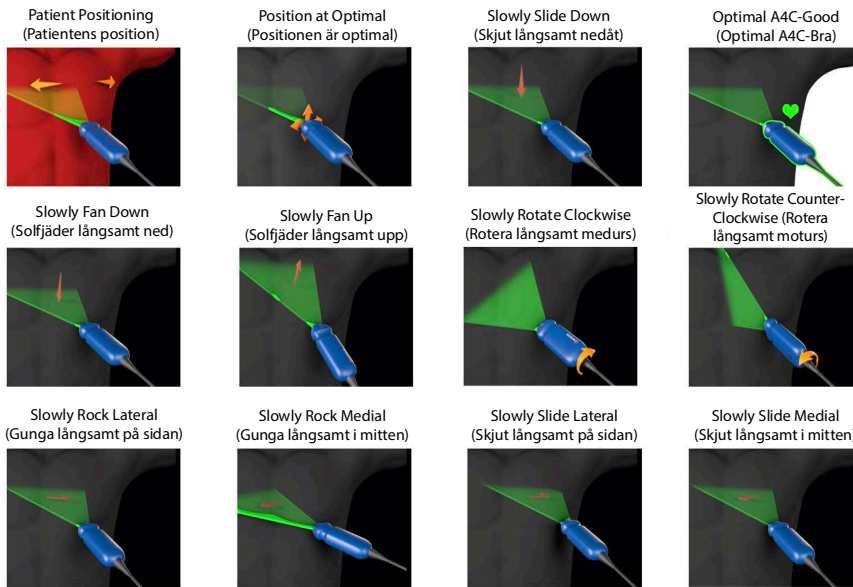 Patient Positioning
(Patientens position)
Position at Optimal
(Positionen är optimal)
Slowly Slide Down
(Skjut långsamt nedåt)
Optimal A4C-Good
(Optimal A4C-Bra)
Slowly Fan Down
(Solfjäder långsamt ned)
Slowly Fan Up
(Solfjäder långsamt upp)
Slowly Rotate Clockwise
(Rotera långsamt medurs)
Slowly Rotate Counter-
Clockwise (Rotera
långsamt moturs)
Slowly Rock Lateral
(Gunga långsamt på sidan)
Slowly Rock Medial
(Gunga långsamt i mitten)
Slowly Slide Lateral
(Skjut långsamt på sidan)
Slowly Slide Medial
(Skjut långsamt i mitten)